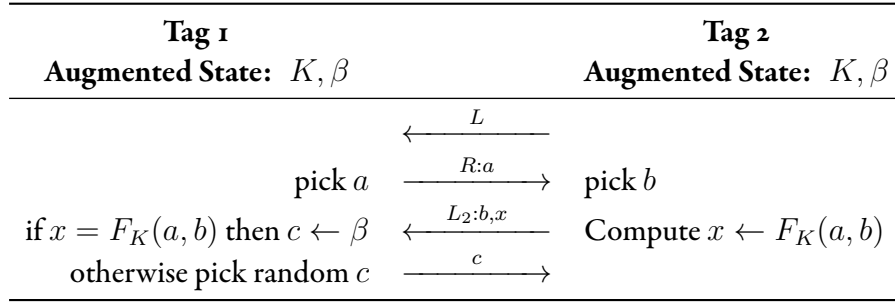 Tag 1 Tag 2
Augmented State: K, β Augmented State: K, β
L
pick a R:a pick b
if x = F_K(a, b) then c ← β L_2:b,x Compute x ← F_K(a, b)
otherwise pick random c c